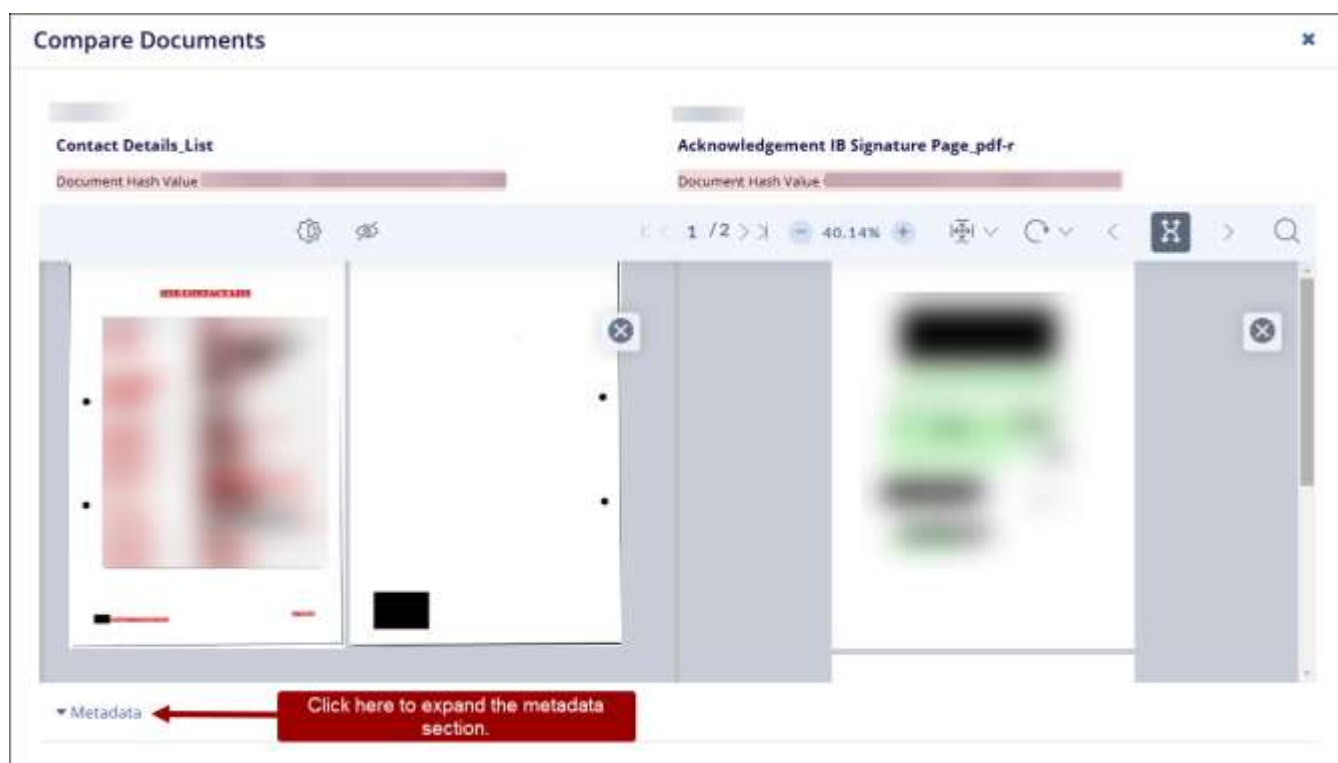 Compare Documents
Contact Details_List
Acknowledgement IB Signature Page_pdf-r
Document Hash Value
Document Hash Value
1 /2
40.14%
Metadata
Click here to expand the metadata
section.